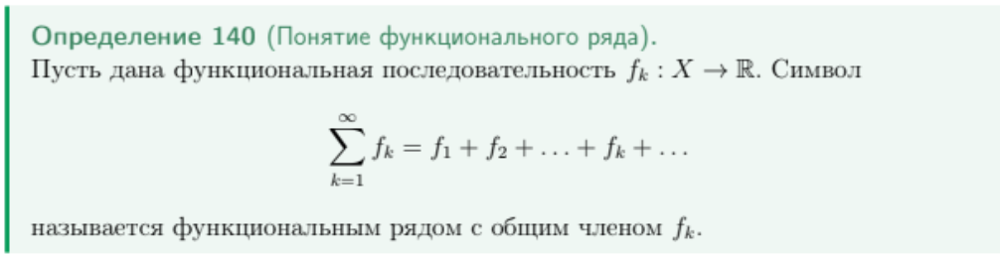 Определение 140 (Понятие функционального ряда).
Пусть дана функциональная последовательность $f_k : X \to \mathbb{R}$. Символ
$$\sum_{k=1}^{\infty} f_k = f_1 + f_2 + \ldots + f_k + \ldots$$
называется функциональным рядом с общим членом $f_k$.